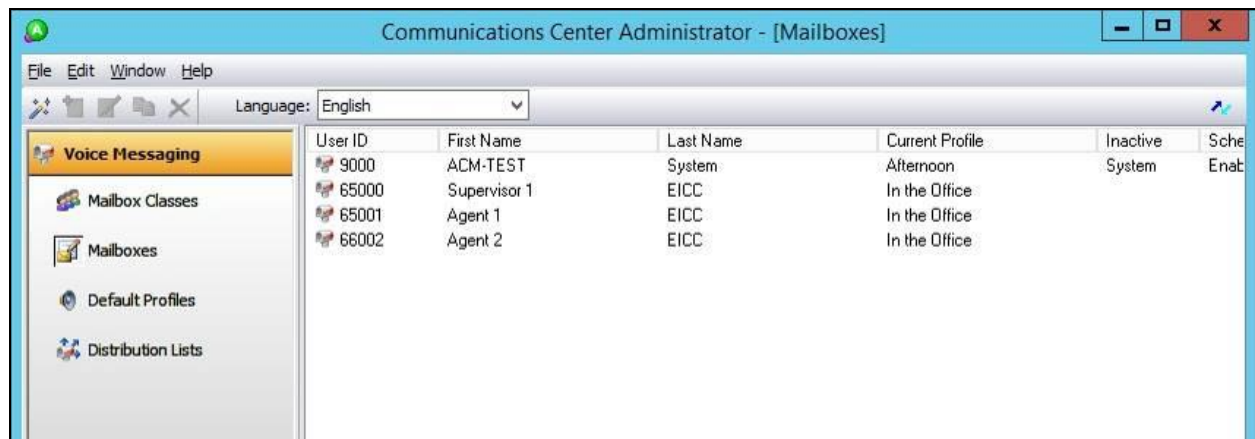 Communications Center Administrator - [Mailboxes]
File Edit Window Help
Language: English
Voice Messaging
Mailbox Classes
Mailboxes
Default Profiles
Distribution Lists
User ID First Name Last Name Current Profile Inactive Sche
9000 ACM-TEST System Afternoon System Enab
65000 Supervisor 1 EICC In the Office
65001 Agent 1 EICC In the Office
66002 Agent 2 EICC In the Office